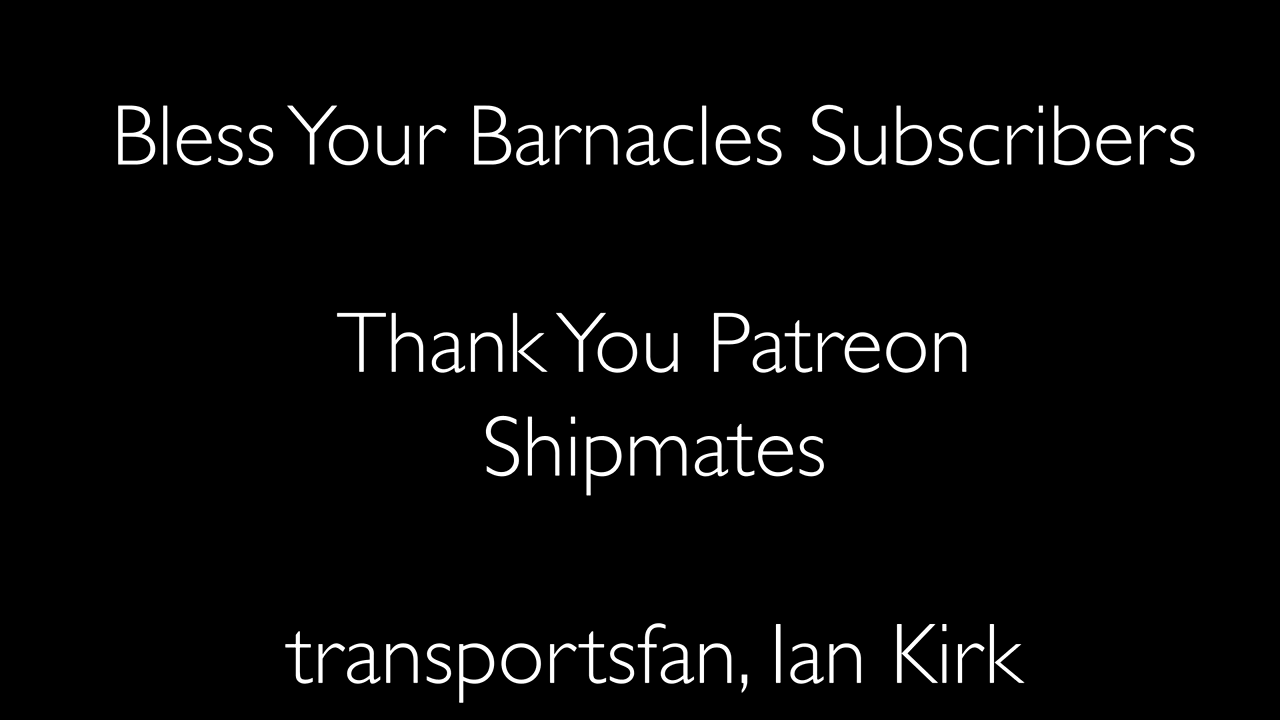 Bless Your Barnacles Subscribers
Thank You Patreon
Shipmates
transportsfan, Ian Kirk